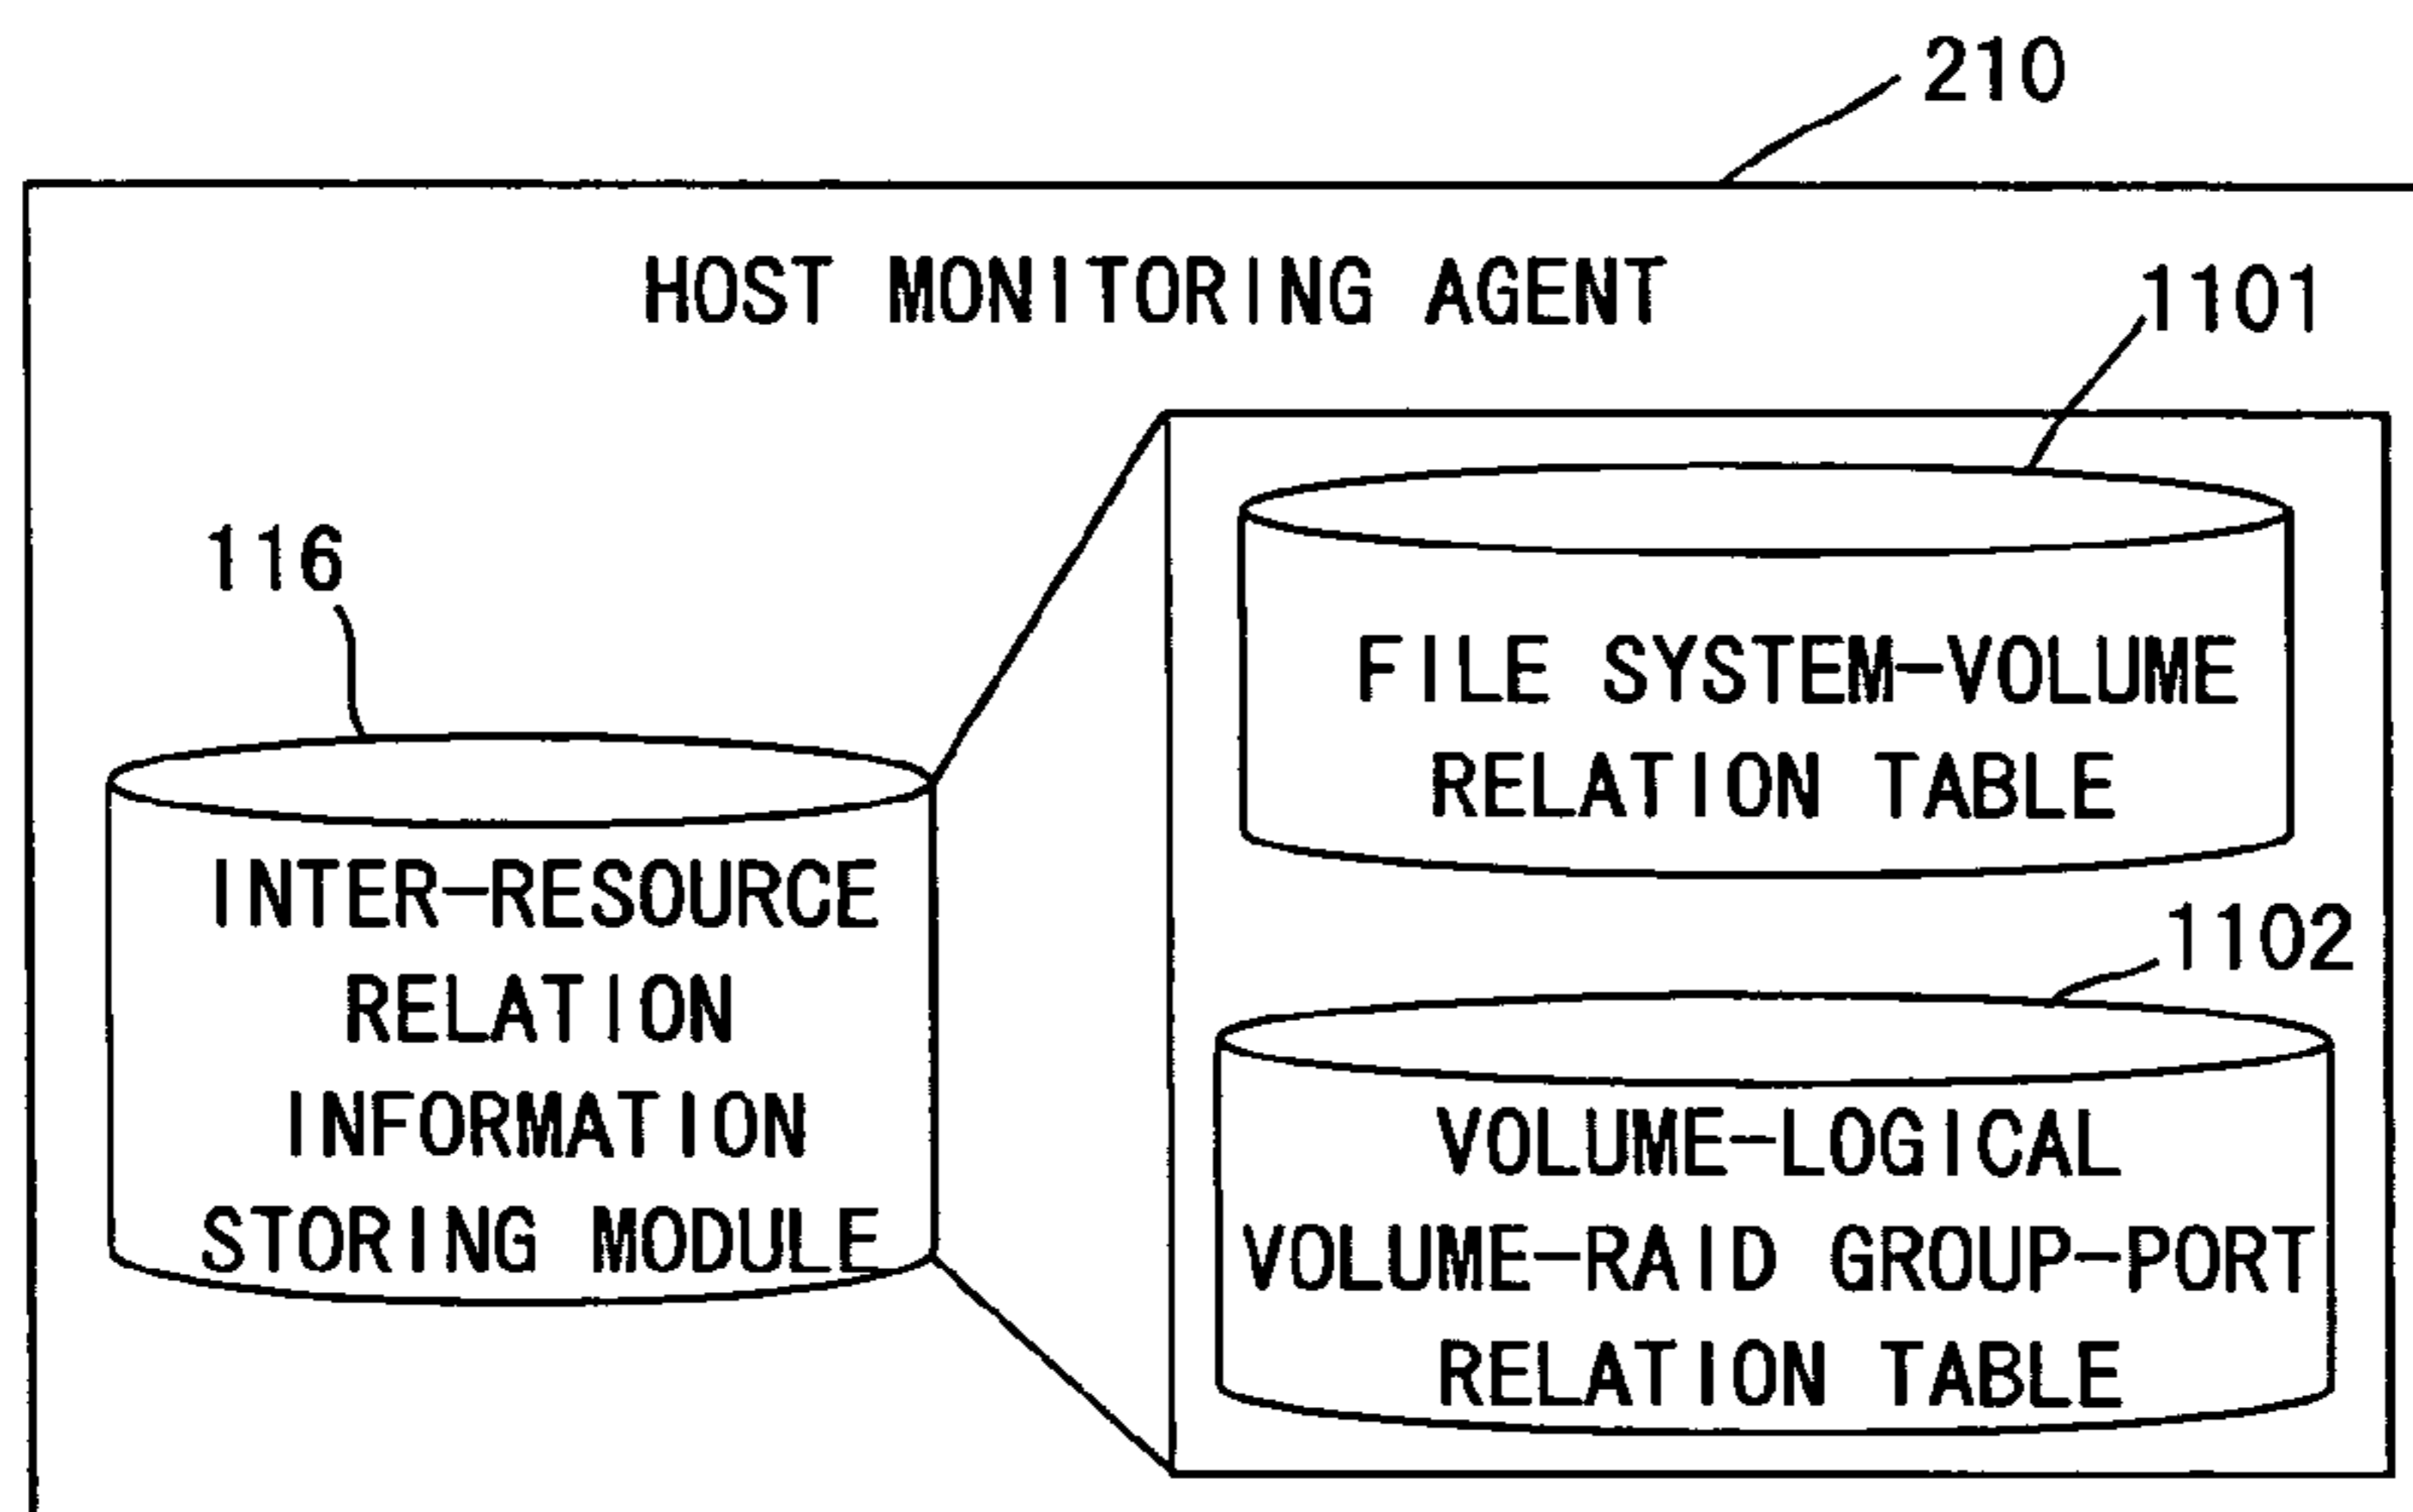 210
HOST MONITORING AGENT
1101
116
FILE SYSTEM-VOLUME
RELATION TABLE
INTER-RESOURCE
RELATION
INFORMATION
STORING MODULE
1102
VOLUME-LOGICAL
VOLUME-RAID GROUP-PORT
RELATION TABLE